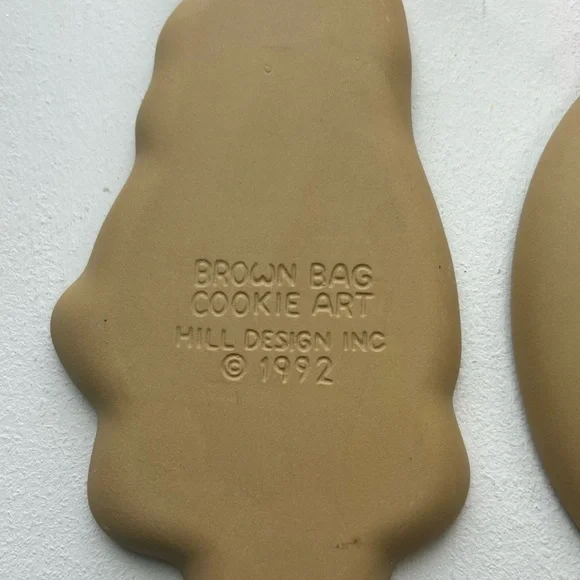 BROWN BAG
COOKIE ART
HILL DESIGN INC
© 1992